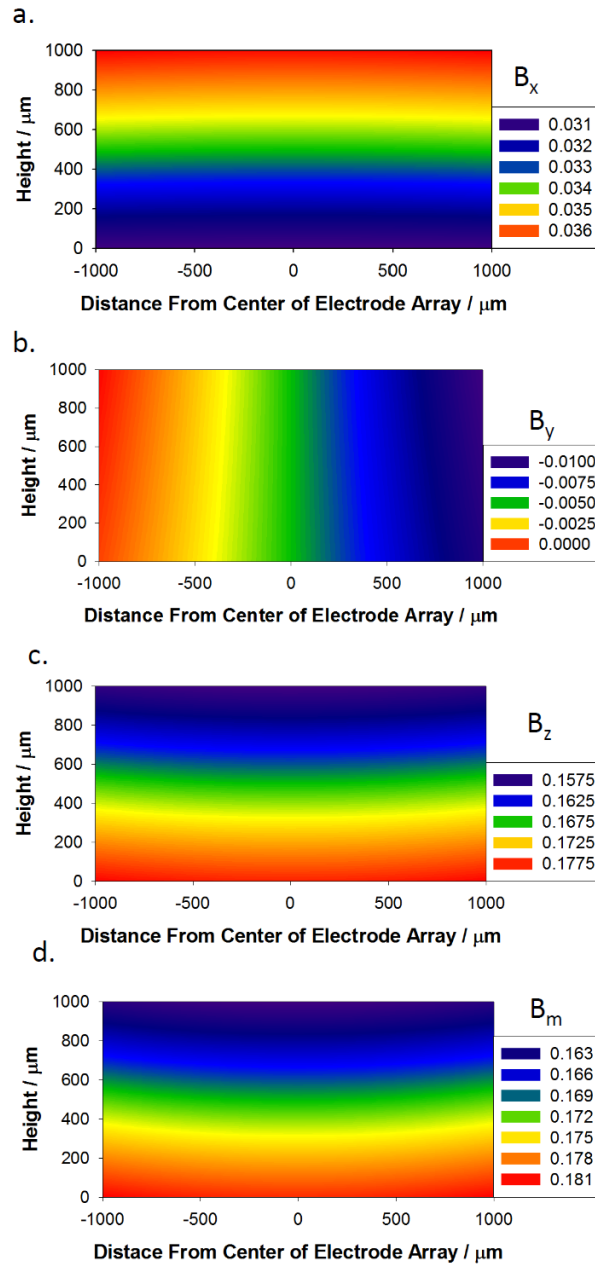 a.
1000
800
600
400
200
0
Height / μm
-1000 -500 0 500 1000
Distance From Center of Electrode Array / μm
Bx
0.031
0.032
0.033
0.034
0.035
0.036
b.
1000
800
600
400
200
0
Height / μm
-1000 -500 0 500 1000
Distance From Center of Electrode Array / μm
By
-0.0100
-0.0075
-0.0050
-0.0025
0.0000
c.
1000
800
600
400
200
0
Height / μm
-1000 -500 0 500 1000
Distance From Center of Electrode Array / μm
Bz
0.1575
0.1625
0.1675
0.1725
0.1775
d.
1000
800
600
400
200
0
Height / μm
-1000 -500 0 500 1000
Distace From Center of Electrode Array / μm
Bm
0.163
0.166
0.169
0.172
0.175
0.178
0.181